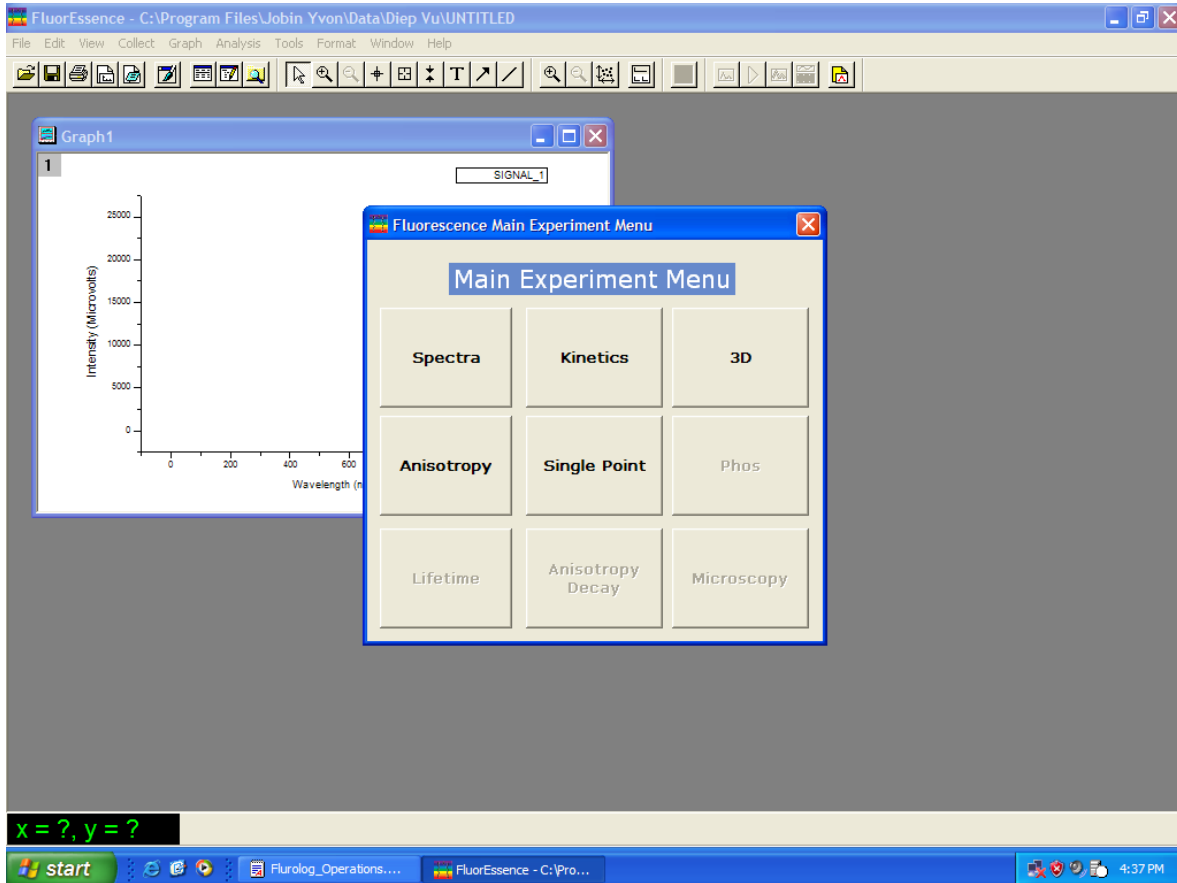 FluorEssence - C:\Program Files\Jobin Yvon\Data\Diep Vu\UNTITLED
File Edit View Collect Graph Analysis Tools Format Window Help
T
Graph1
1
SIGNAL_1
25000
20000
15000
10000
5000
0
Intensity (Microvolts)
0 200 400 600
Wavelength (n
Fluorescence Main Experiment Menu
Main Experiment Menu
Spectra Kinetics 3D
Anisotropy Single Point Phos
Lifetime Anisotropy Decay Microscopy
x = ?, y = ?
start Flurolog_Operations.... FluorEssence - C:\Pro... 4:37 PM